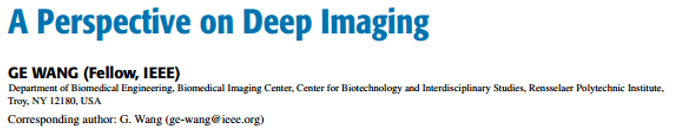 A Perspective on Deep Imaging
GE WANG (Fellow, IEEE)
Department of Biomedical Engineering, Biomedical Imaging Center, Center for Biotechnology and Interdisciplinary Studies, Rensselaer Polytechnic Institute,
Troy, NY 12180, USA
Corresponding author: G. Wang (ge-wang@ieee.org)